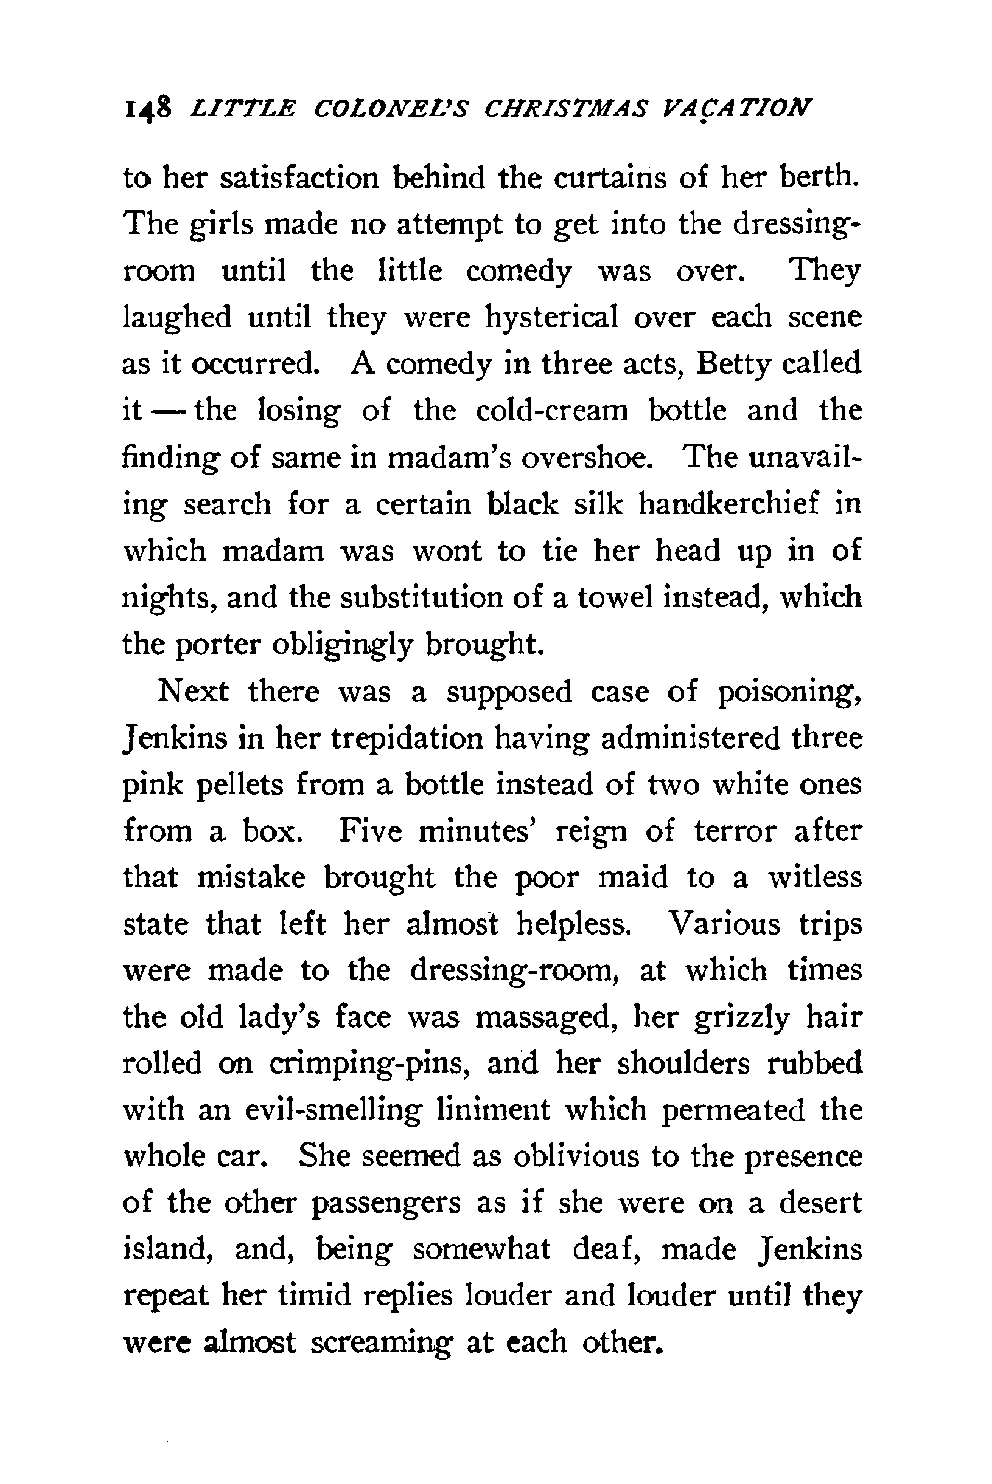 148 LITTLE COLONEL'S CHRISTMAS VACATION
to her satisfaction behind the curtains of her berth.
The girls made no attempt to get into the dressing-
room until the little comedy was over. They
laughed until they were hysterical over each scene
as it occurred. A comedy in three acts, Betty called
it — the losing of the cold-cream bottle and the
finding of same in madam's overshoe. The unavail-
ing search for a certain black silk handkerchief in
which madam was wont to tie her head up in of
nights, and the substitution of a towel instead, which
the porter obligingly brought.
Next there was a supposed case of poisoning,
Jenkins in her trepidation having administered three
pink pellets from a bottle instead of two white ones
from a box. Five minutes' reign of terror after
that mistake brought the poor maid to a witless
state that left her almost helpless. Various trips
were made to the dressing-room, at which times
the old lady's face was massaged, her grizzly hair
rolled on crimping-pins, and her shoulders rubbed
with an evil-smelling liniment which permeated the
whole car. She seemed as oblivious to the presence
of the other passengers as if she were on a desert
island, and, being somewhat deaf, made Jenkins
repeat her timid replies louder and louder until they
were almost screaming at each other.